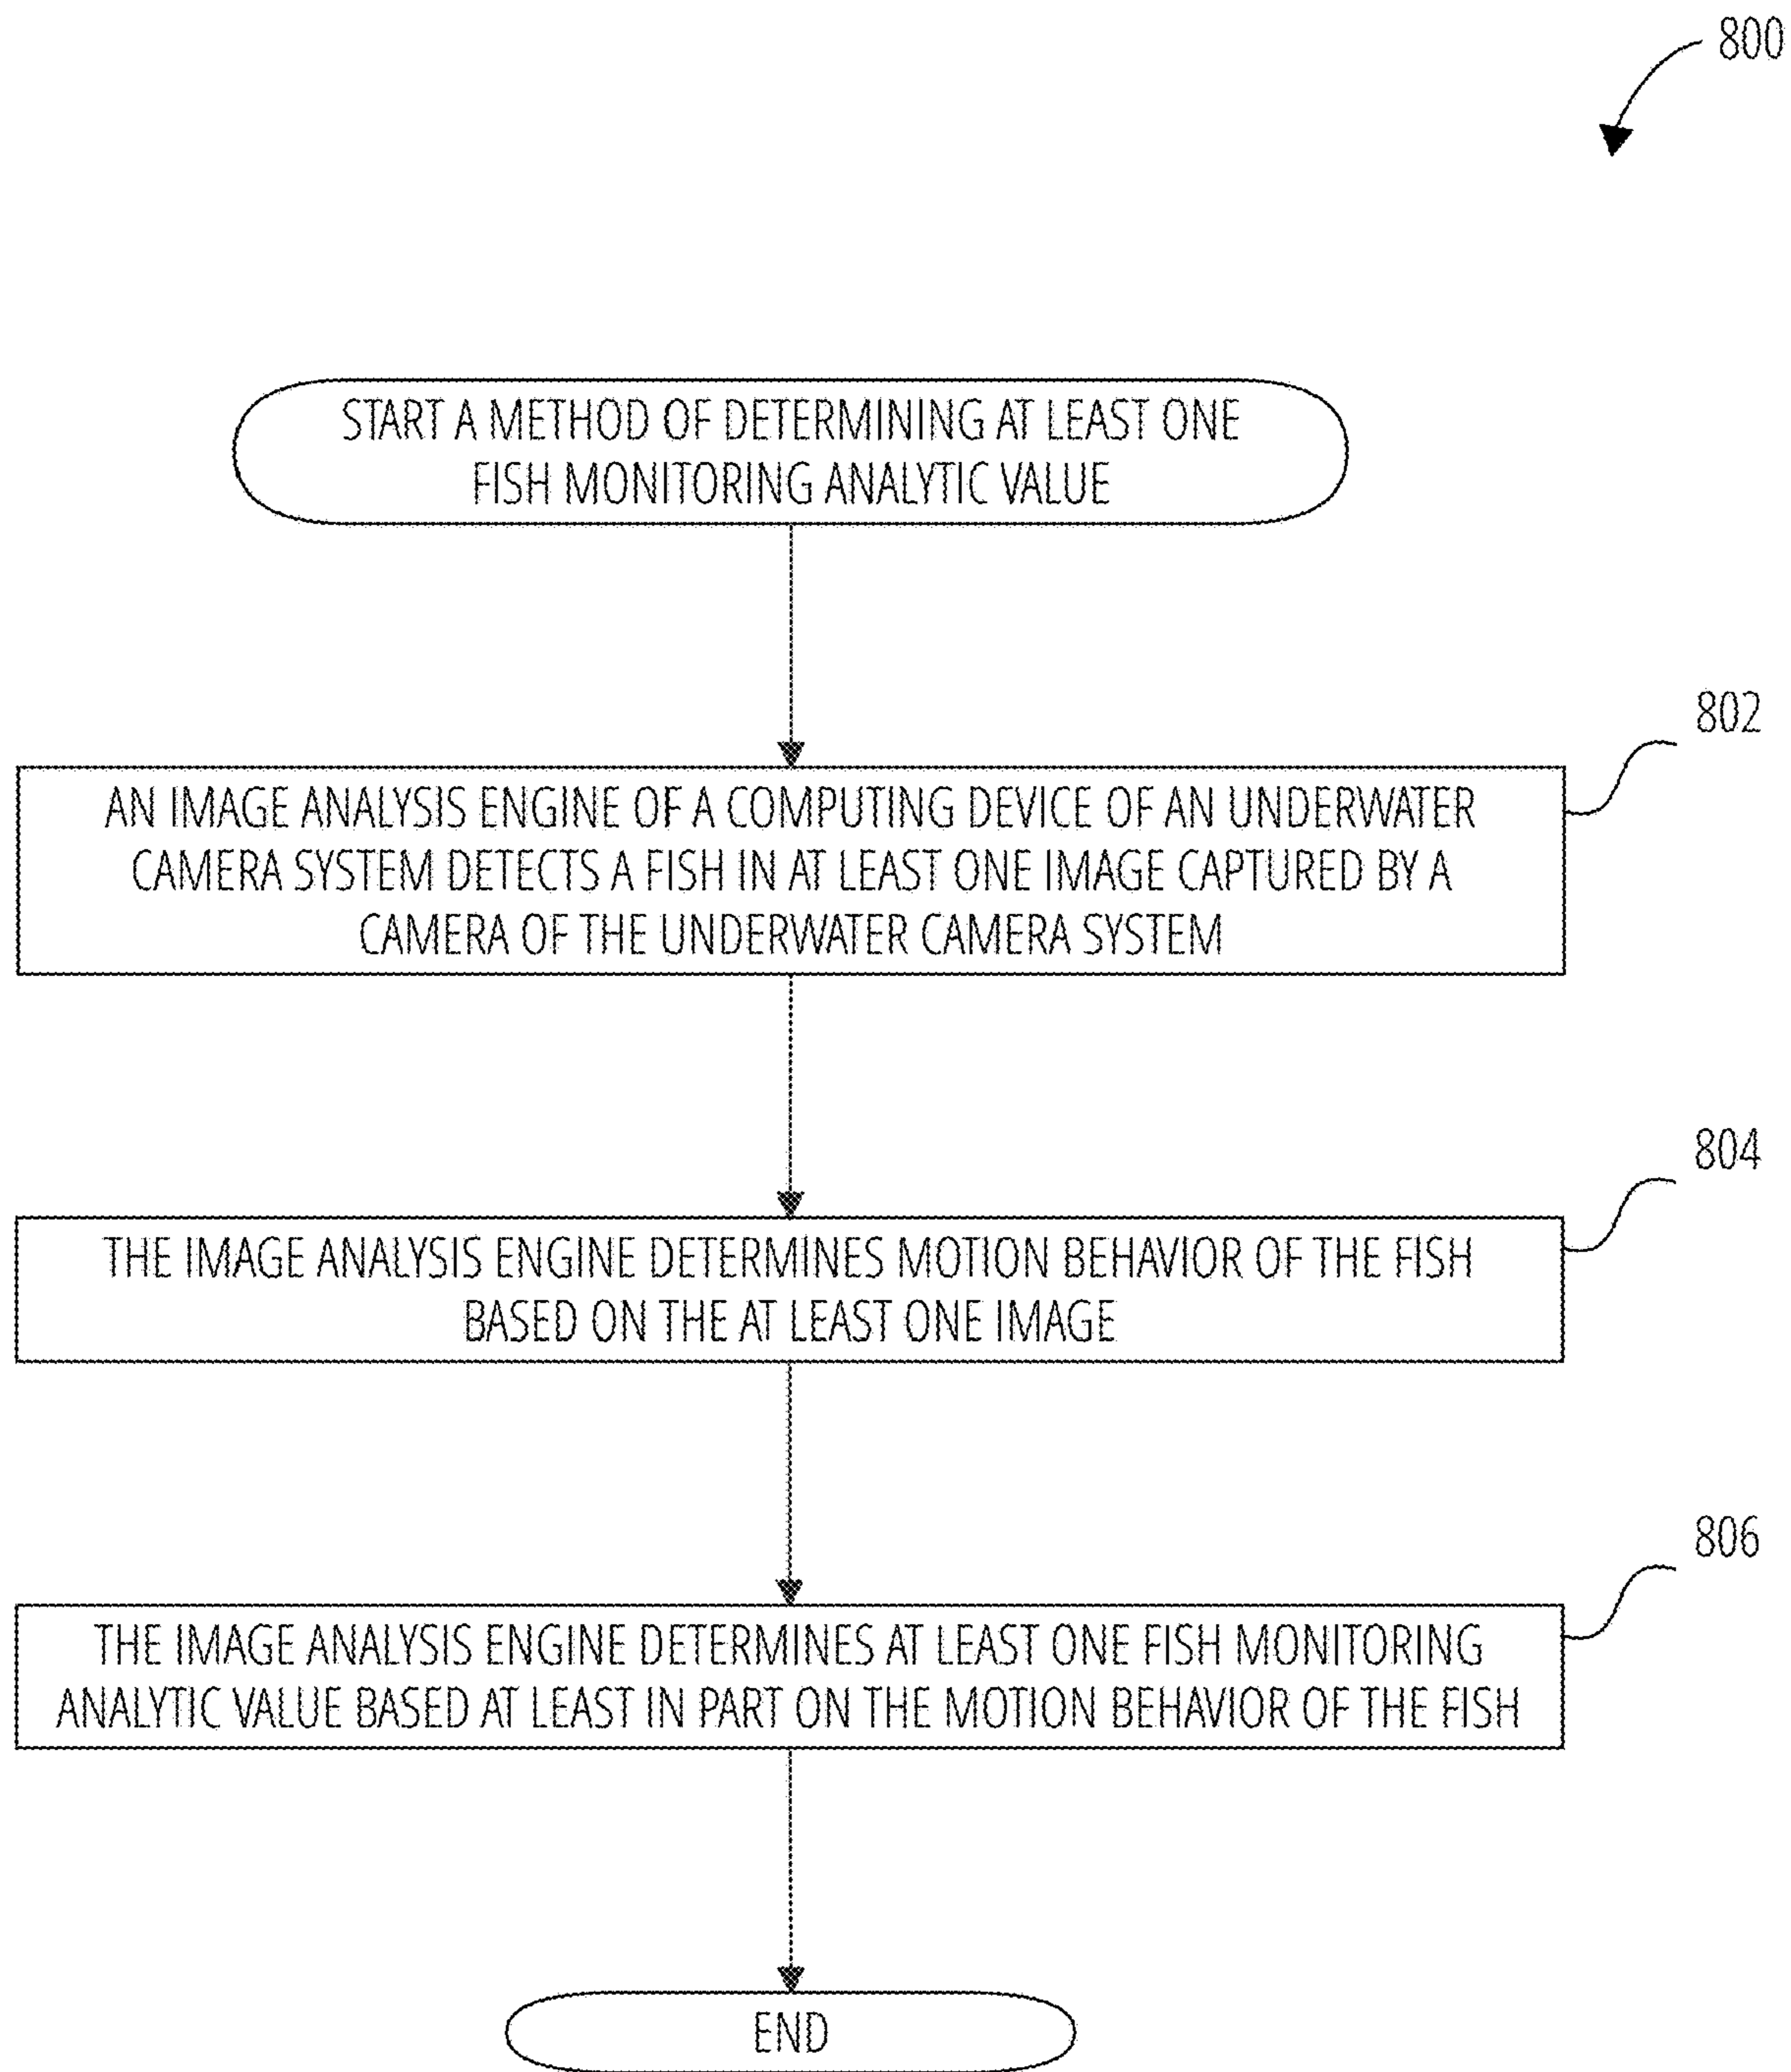 800
START A METHOD OF DETERMINING AT LEAST ONE
FISH MONITORING ANALYTIC VALUE
802
AN IMAGE ANALYSIS ENGINE OF A COMPUTING DEVICE OF AN UNDERWATER
CAMERA SYSTEM DETECTS A FISH IN AT LEAST ONE IMAGE CAPTURED BY A
CAMERA OF THE UNDERWATER CAMERA SYSTEM
804
THE IMAGE ANALYSIS ENGINE DETERMINES MOTION BEHAVIOR OF THE FISH
BASED ON THE AT LEAST ONE IMAGE
806
THE IMAGE ANALYSIS ENGINE DETERMINES AT LEAST ONE FISH MONITORING
ANALYTIC VALUE BASED AT LEAST IN PART ON THE MOTION BEHAVIOR OF THE FISH
END